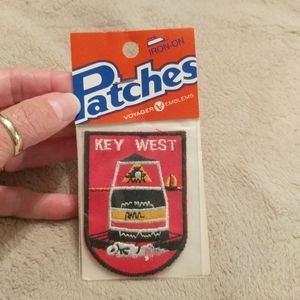 IRON-ON
Patches
VOYAGER V EMBLEMS
KEY WEST